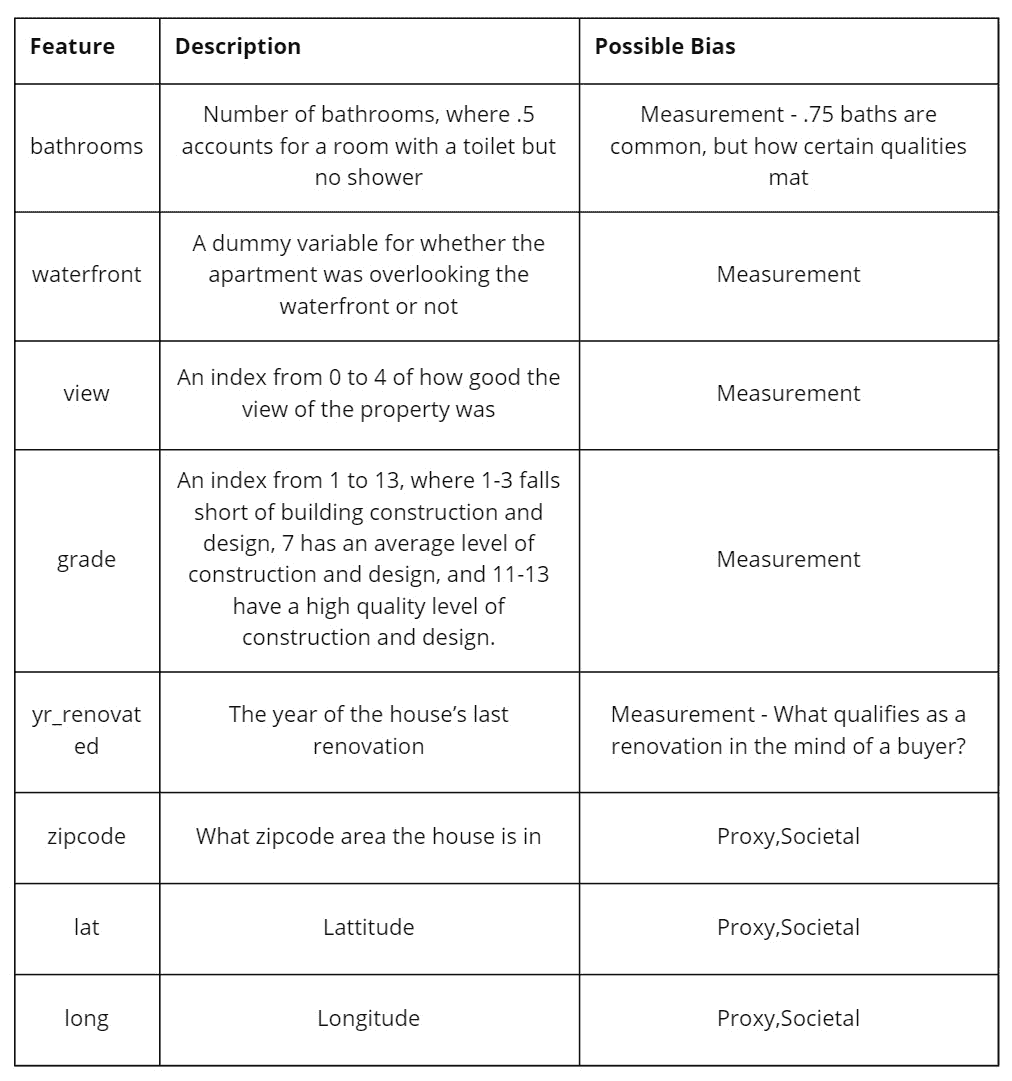 Feature Description Possible Bias
bathrooms
Number of bathrooms, where .5
accounts for a room with a toilet but
no shower
Measurement - .75 baths are
common, but how certain qualities
mat
waterfront
A dummy variable for whether the
apartment was overlooking the
waterfront or not
Measurement
view
An index from 0 to 4 of how good the
view of the property was
Measurement
grade
An index from 1 to 13, where 1-3 falls
short of building construction and
design, 7 has an average level of
construction and design, and 11-13
have a high quality level of
construction and design.
Measurement
yr_renovat
ed
The year of the house’s last
renovation
Measurement - What qualifies as a
renovation in the mind of a buyer?
zipcode
What zipcode area the house is in
Proxy,Societal
lat
Lattitude
Proxy,Societal
long
Longitude
Proxy,Societal